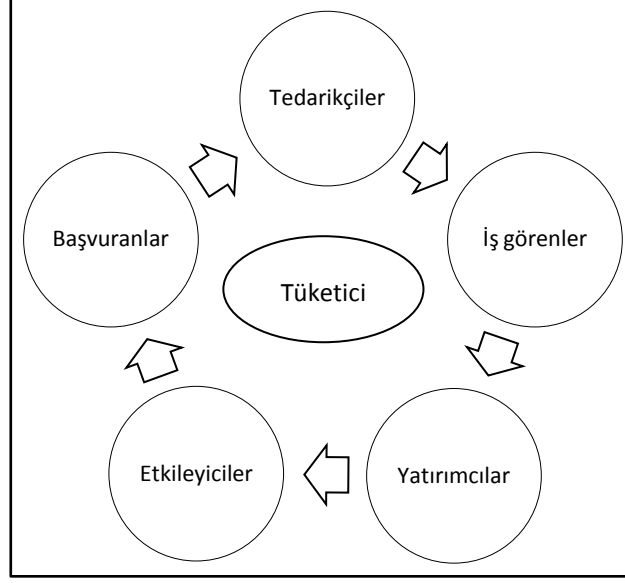 Tedarikçiler
İş görenler
Yatırımcılar
Etkileyiciler
Başvuranlar
Tüketici